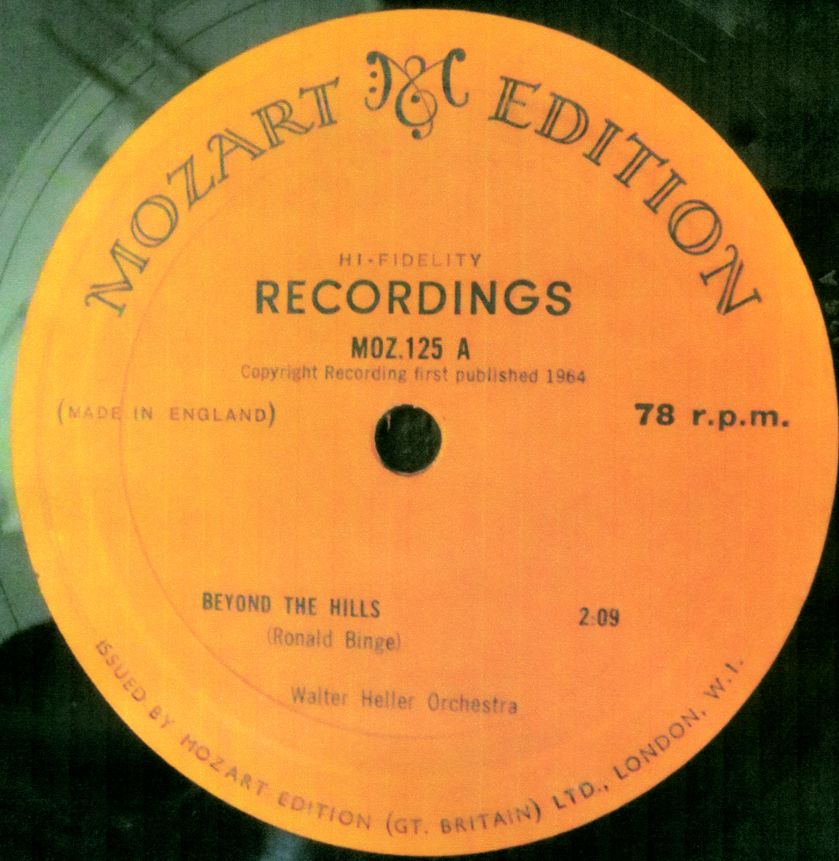 MOZART EDITION
HI-FIDELITY
RECORDINGS
MOZ.125 A
Copyright Recording first published 1964
(MADE IN ENGLAND)
78 r.p.m.
BEYOND THE HILLS 2:09
(Ronald Binge)
Walter Heller Orchestra
ISSUED BY MOZART EDITION (GT. BRITAIN) LTD., LONDON, W.I.